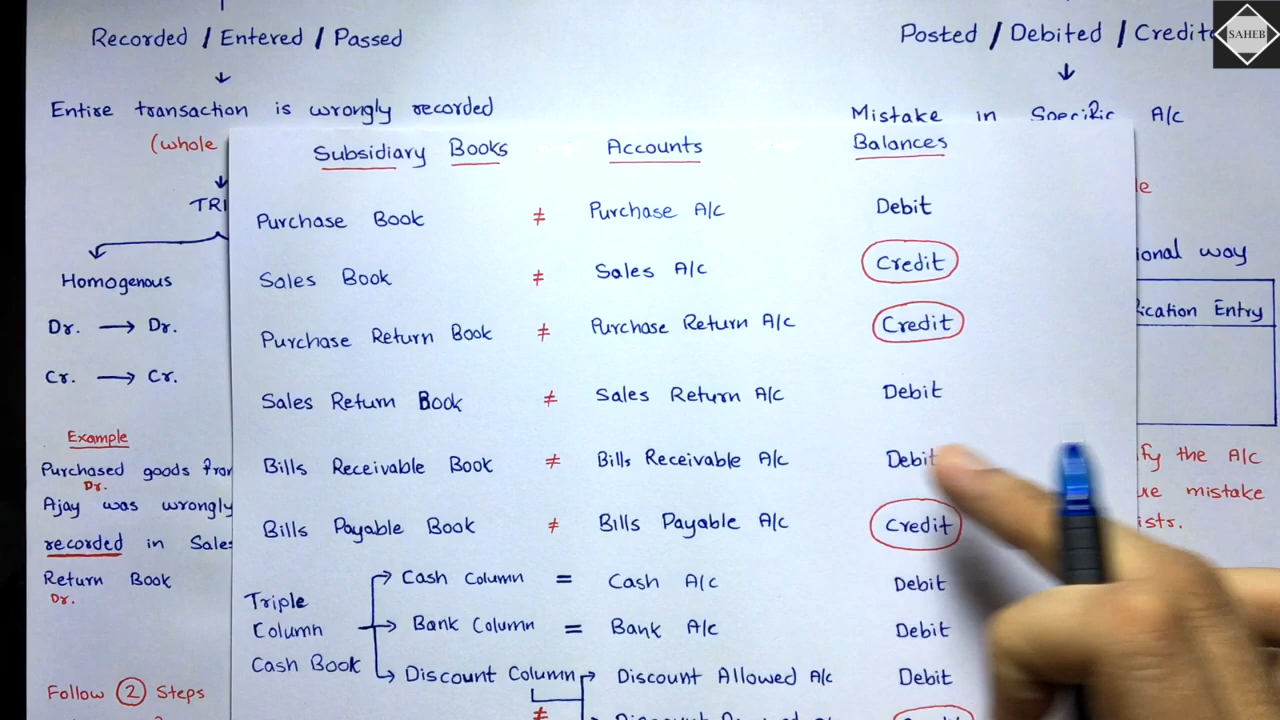 Recorded / Entered / Passed
Entire transaction is wrongly recorded
(whole
TRI
Homogenous
Dr. → Dr.
Cr. → Cr.
Example
Purchased goods from
Dr.
Ajay was wrongly
recorded in Sales
Return Book
Dr.
Follow 2 Steps
Posted / Debited / Credite
SAHEB
Mistake in Specific A/c
Subsidiary Books Accounts Balances
Purchase Book ≠ Purchase A/c Debit
Sales Book ≠ Sales A/c Credit
Purchase Return Book ≠ Purchase Return A/c Credit
Sales Return Book ≠ Sales Return A/c Debit
Bills Receivable Book ≠ Bills Receivable A/c Debit
Bills Payable Book ≠ Bills Payable A/c Credit
Triple Column Cash Book
Cash Column = Cash A/c Debit
Bank Column = Bank A/c Debit
Discount Column → Discount Allowed A/c Debit
≠
ional way
ication Entry
fy the A/c
re mistake
ists.